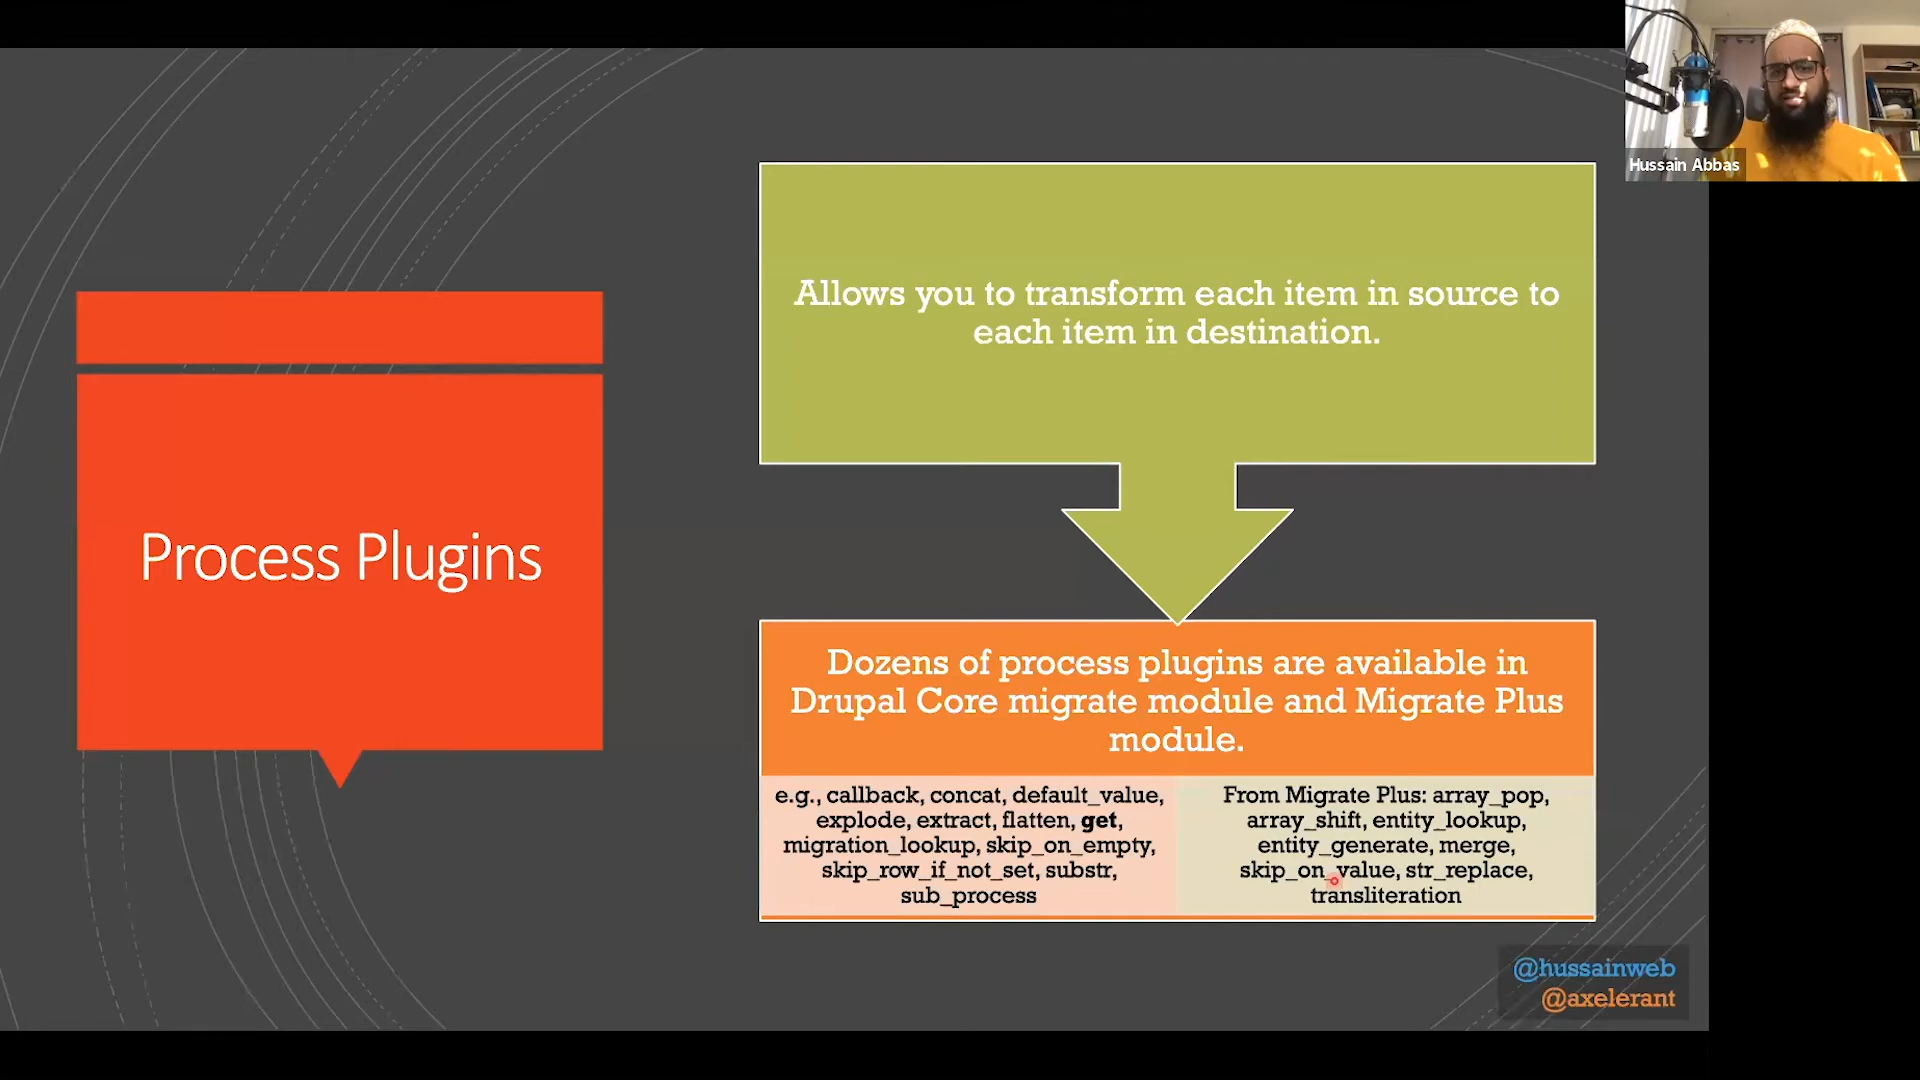 Process Plugins
Allows you to transform each item in source to
each item in destination.
Dozens of process plugins are available in
Drupal Core migrate module and Migrate Plus
module.
e.g., callback, concat, default_value,
explode, extract, flatten, get,
migration_lookup, skip_on_empty,
skip_row_if_not_set, substr,
sub_process
From Migrate Plus: array_pop,
array_shift, entity_lookup,
entity_generate, merge,
skip_on_value, str_replace,
transliteration
@hussainweb
@axelerant
Hussain Abbas